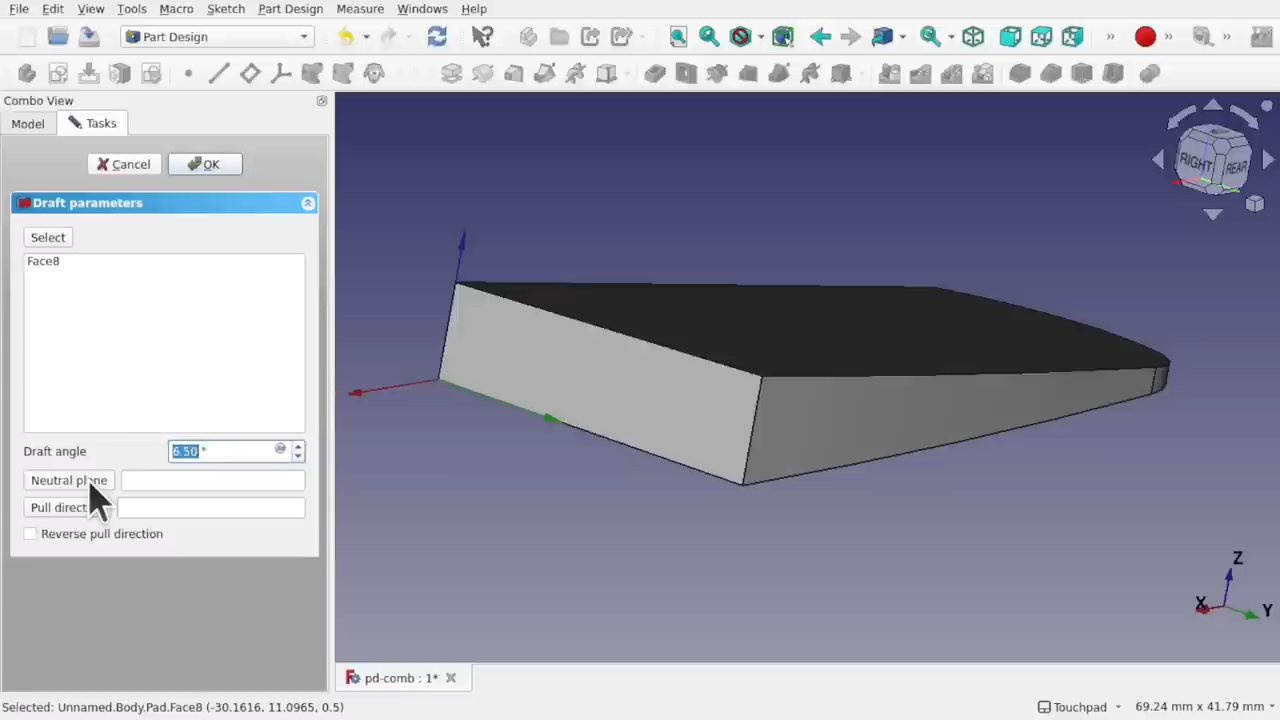 File Edit View Tools Macro Sketch Part Design Measure Windows Help
Part Design
Combo View
Model Tasks
Cancel OK
Draft parameters
Select
Face8
Draft angle 6.50 °
Neutral plane
Pull direct
Reverse pull direction
RIGHT REAR
Z
X Y
pd-comb : 1*
Selected: Unnamed.Body.Pad.Face8 (-30.1616, 11.0965, 0.5) Touchpad 69.24 mm x 41.79 mm